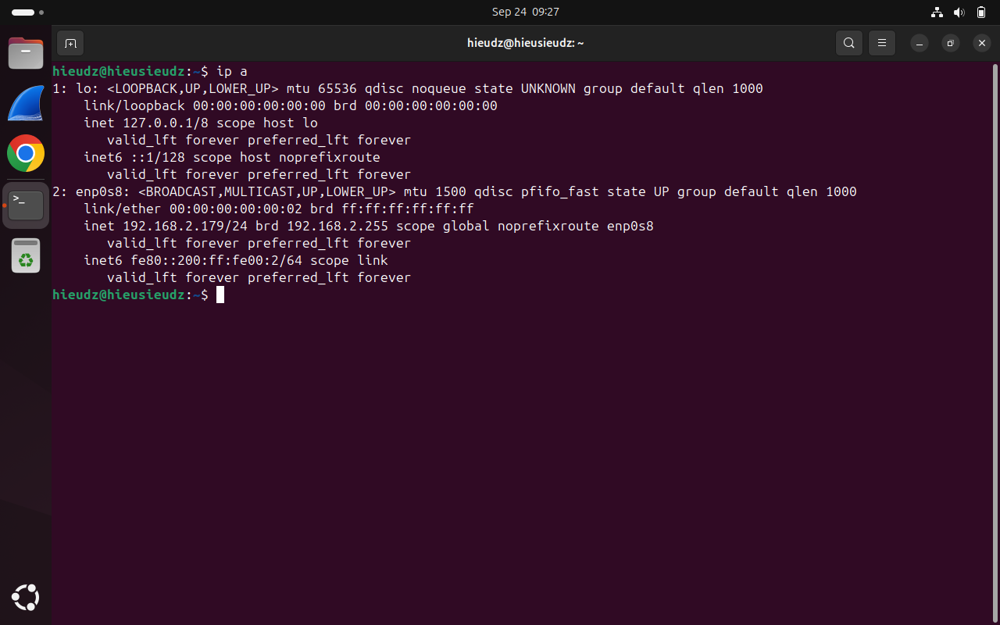 Sep 24  09:27
hieudz@hieusieudz: ~
hieudz@hieusieudz:~$ ip a
1: lo: <LOOPBACK,UP,LOWER_UP> mtu 65536 qdisc noqueue state UNKNOWN group default qlen 1000
    link/loopback 00:00:00:00:00:00 brd 00:00:00:00:00:00
    inet 127.0.0.1/8 scope host lo
       valid_lft forever preferred_lft forever
    inet6 ::1/128 scope host noprefixroute
       valid_lft forever preferred_lft forever
2: enp0s8: <BROADCAST,MULTICAST,UP,LOWER_UP> mtu 1500 qdisc pfifo_fast state UP group default qlen 1000
    link/ether 00:00:00:00:00:02 brd ff:ff:ff:ff:ff:ff
    inet 192.168.2.179/24 brd 192.168.2.255 scope global noprefixroute enp0s8
       valid_lft forever preferred_lft forever
    inet6 fe80::200:ff:fe00:2/64 scope link
       valid_lft forever preferred_lft forever
hieudz@hieusieudz:~$